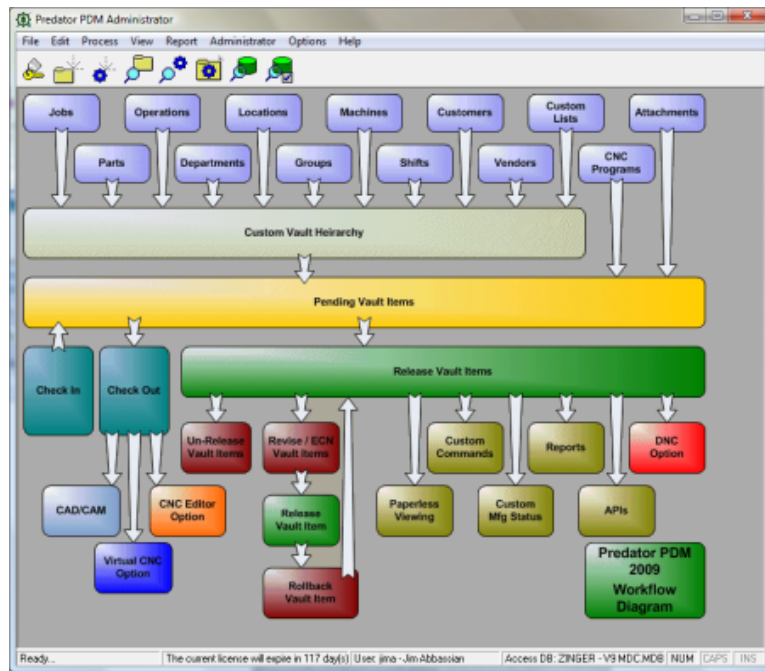 Predator PDM Administrator
File Edit Process View Report Administrator Options Help
Jobs Operations Locations Machines Customers Custom Lists Attachments
Parts Departments Groups Shifts Vendors CNC Programs
Custom Vault Heirarchy
Pending Vault Items
Check In
Check Out
Release Vault Items
Un-Release
Vault Items
Revise / ECN
Vault Items
Custom
Commands
Reports
DNC
Option
CAD/CAM
CNC Editor
Option
Release
Vault Item
Paperless
Viewing
Custom
Mfg Status
APIs
Virtual CNC
Option
Rollback
Vault Item
Predator PDM
2009
Workflow
Diagram
Ready... The current license will expire in 117 day(s) User: jima - Jim Abbassian Access DB: ZINGER - V9 MDC.MDB NUM CAPS INS